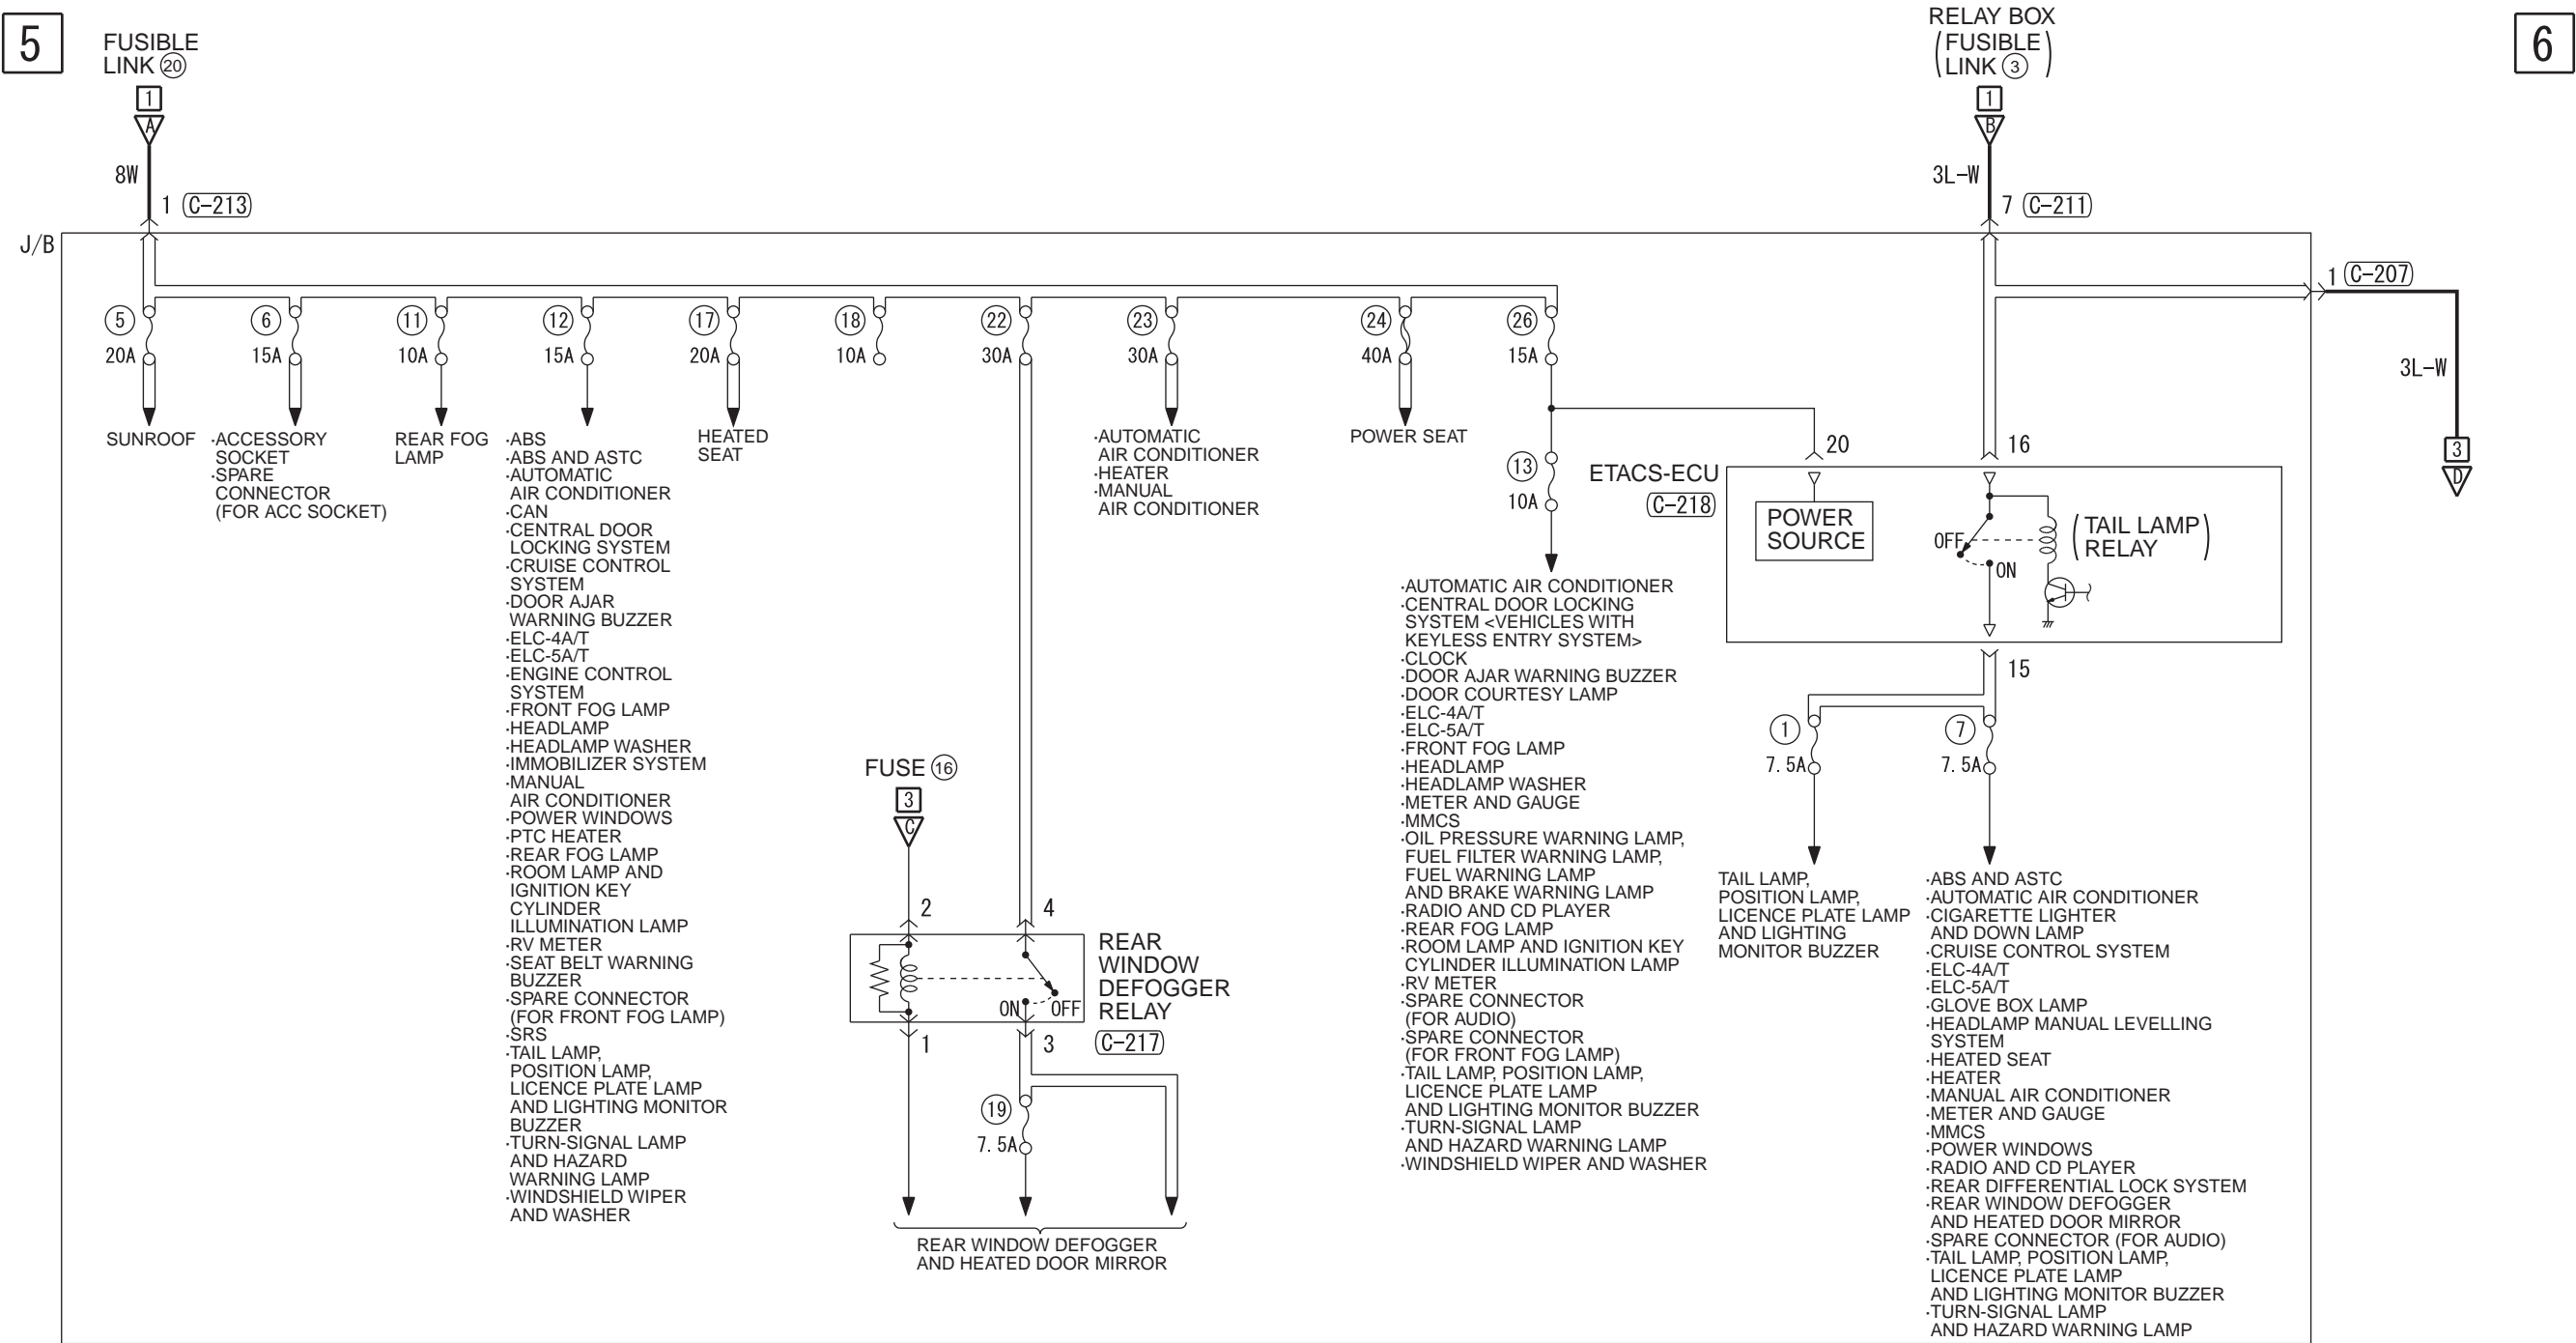 5
FUSIBLE
LINK 20
1
A
8W
1 C-213
RELAY BOX
(FUSIBLE
LINK 3)
1
B
3L-W
7 C-211
6
J/B
1 C-207
3L-W
3
D
5
20A
6
15A
11
10A
12
15A
17
20A
18
10A
22
30A
23
30A
24
40A
26
15A
SUNROOF
·ACCESSORY
SOCKET
·SPARE
CONNECTOR
(FOR ACC SOCKET)
REAR FOG
LAMP
·ABS
·ABS AND ASTC
·AUTOMATIC
AIR CONDITIONER
·CAN
·CENTRAL DOOR
LOCKING SYSTEM
·CRUISE CONTROL
SYSTEM
·DOOR AJAR
WARNING BUZZER
·ELC-4A/T
·ELC-5A/T
·ENGINE CONTROL
SYSTEM
·FRONT FOG LAMP
·HEADLAMP
·HEADLAMP WASHER
·IMMOBILIZER SYSTEM
·MANUAL
AIR CONDITIONER
·POWER WINDOWS
·PTC HEATER
·REAR FOG LAMP
·ROOM LAMP AND
IGNITION KEY
CYLINDER
ILLUMINATION LAMP
·RV METER
·SEAT BELT WARNING
BUZZER
·SPARE CONNECTOR
(FOR FRONT FOG LAMP)
·SRS
·TAIL LAMP,
POSITION LAMP,
LICENCE PLATE LAMP
AND LIGHTING MONITOR
BUZZER
·TURN-SIGNAL LAMP
AND HAZARD
WARNING LAMP
·WINDSHIELD WIPER
AND WASHER
HEATED
SEAT
·AUTOMATIC
AIR CONDITIONER
·HEATER
·MANUAL
AIR CONDITIONER
POWER SEAT
13
10A
FUSE 16
3
C
2
4
ON
OFF
REAR
WINDOW
DEFOGGER
RELAY
C-217
1
3
19
7.5A
REAR WINDOW DEFOGGER
AND HEATED DOOR MIRROR
·AUTOMATIC AIR CONDITIONER
·CENTRAL DOOR LOCKING
SYSTEM <VEHICLES WITH
KEYLESS ENTRY SYSTEM>
·CLOCK
·DOOR AJAR WARNING BUZZER
·DOOR COURTESY LAMP
·ELC-4A/T
·ELC-5A/T
·FRONT FOG LAMP
·HEADLAMP
·HEADLAMP WASHER
·METER AND GAUGE
·MMCS
·OIL PRESSURE WARNING LAMP,
FUEL FILTER WARNING LAMP,
FUEL WARNING LAMP
AND BRAKE WARNING LAMP
·RADIO AND CD PLAYER
·REAR FOG LAMP
·ROOM LAMP AND IGNITION KEY
CYLINDER ILLUMINATION LAMP
·RV METER
·SPARE CONNECTOR
(FOR AUDIO)
·SPARE CONNECTOR
(FOR FRONT FOG LAMP)
·TAIL LAMP, POSITION LAMP,
LICENCE PLATE LAMP
AND LIGHTING MONITOR BUZZER
·TURN-SIGNAL LAMP
AND HAZARD WARNING LAMP
·WINDSHIELD WIPER AND WASHER
20
16
ETACS-ECU
C-218
POWER
SOURCE
OFF
ON
(TAIL LAMP
RELAY)
15
1
7.5A
7
7.5A
TAIL LAMP,
POSITION LAMP,
LICENCE PLATE LAMP
AND LIGHTING
MONITOR BUZZER
·ABS AND ASTC
·AUTOMATIC AIR CONDITIONER
·CIGARETTE LIGHTER
AND DOWN LAMP
·CRUISE CONTROL SYSTEM
·ELC-4A/T
·ELC-5A/T
·GLOVE BOX LAMP
·HEADLAMP MANUAL LEVELLING
SYSTEM
·HEATED SEAT
·HEATER
·MANUAL AIR CONDITIONER
·METER AND GAUGE
·MMCS
·POWER WINDOWS
·RADIO AND CD PLAYER
·REAR DIFFERENTIAL LOCK SYSTEM
·REAR WINDOW DEFOGGER
AND HEATED DOOR MIRROR
·SPARE CONNECTOR (FOR AUDIO)
·TAIL LAMP, POSITION LAMP,
LICENCE PLATE LAMP
AND LIGHTING MONITOR BUZZER
·TURN-SIGNAL LAMP
AND HAZARD WARNING LAMP